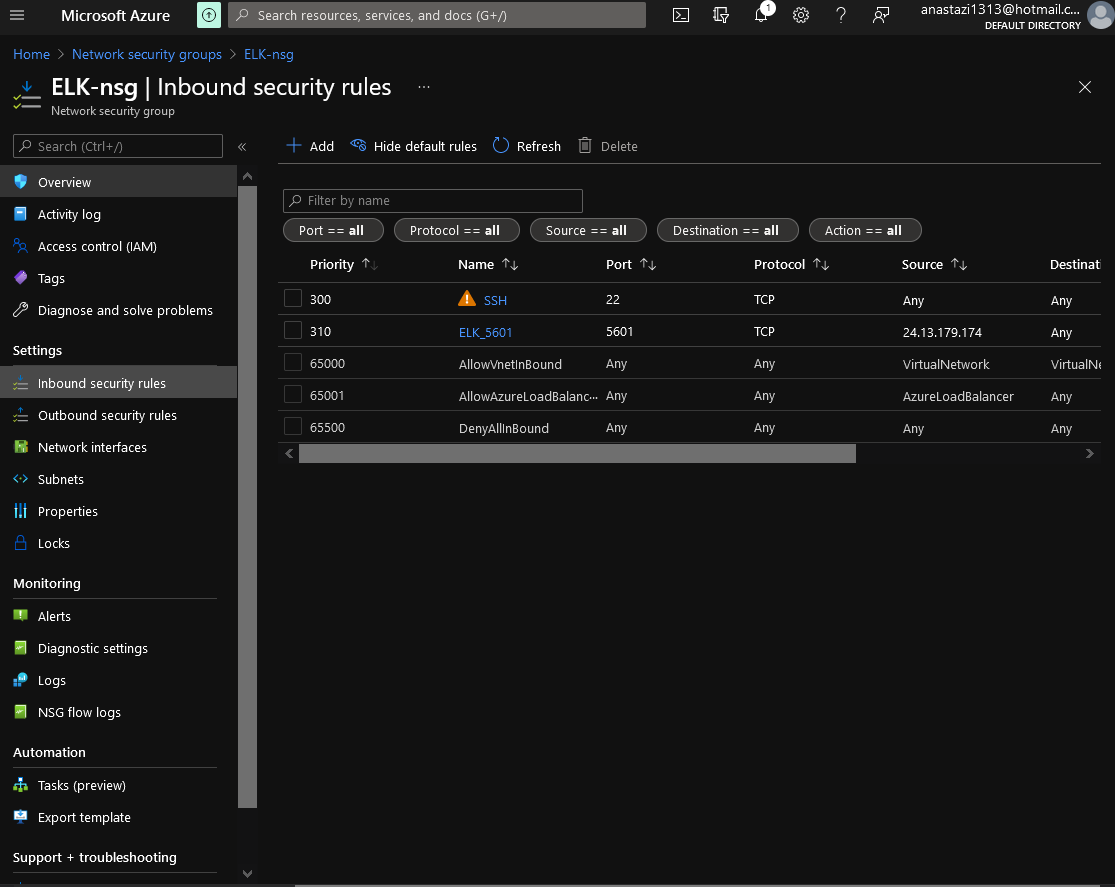 Microsoft Azure
Search resources, services, and docs (G+/)
1
anastazi1313@hotmail.c...
DEFAULT DIRECTORY
Home > Network security groups > ELK-nsg
ELK-nsg | Inbound security rules ...
Network security group
Search (Ctrl+/)
Overview
Activity log
Access control (IAM)
Tags
Diagnose and solve problems
Settings
Inbound security rules
Outbound security rules
Network interfaces
Subnets
Properties
Locks
Monitoring
Alerts
Diagnostic settings
Logs
NSG flow logs
Automation
Tasks (preview)
Export template
Support + troubleshooting
Add Hide default rules Refresh Delete
Filter by name
Port == all Protocol == all Source == all Destination == all Action == all
Priority ↑↓ Name ↑↓ Port ↑↓ Protocol ↑↓ Source ↑↓ Destinati
300 SSH 22 TCP Any Any
310 ELK_5601 5601 TCP 24.13.179.174 Any
65000 AllowVnetInBound Any Any VirtualNetwork VirtualNe
65001 AllowAzureLoadBalanc... Any Any AzureLoadBalancer Any
65500 DenyAllInBound Any Any Any Any